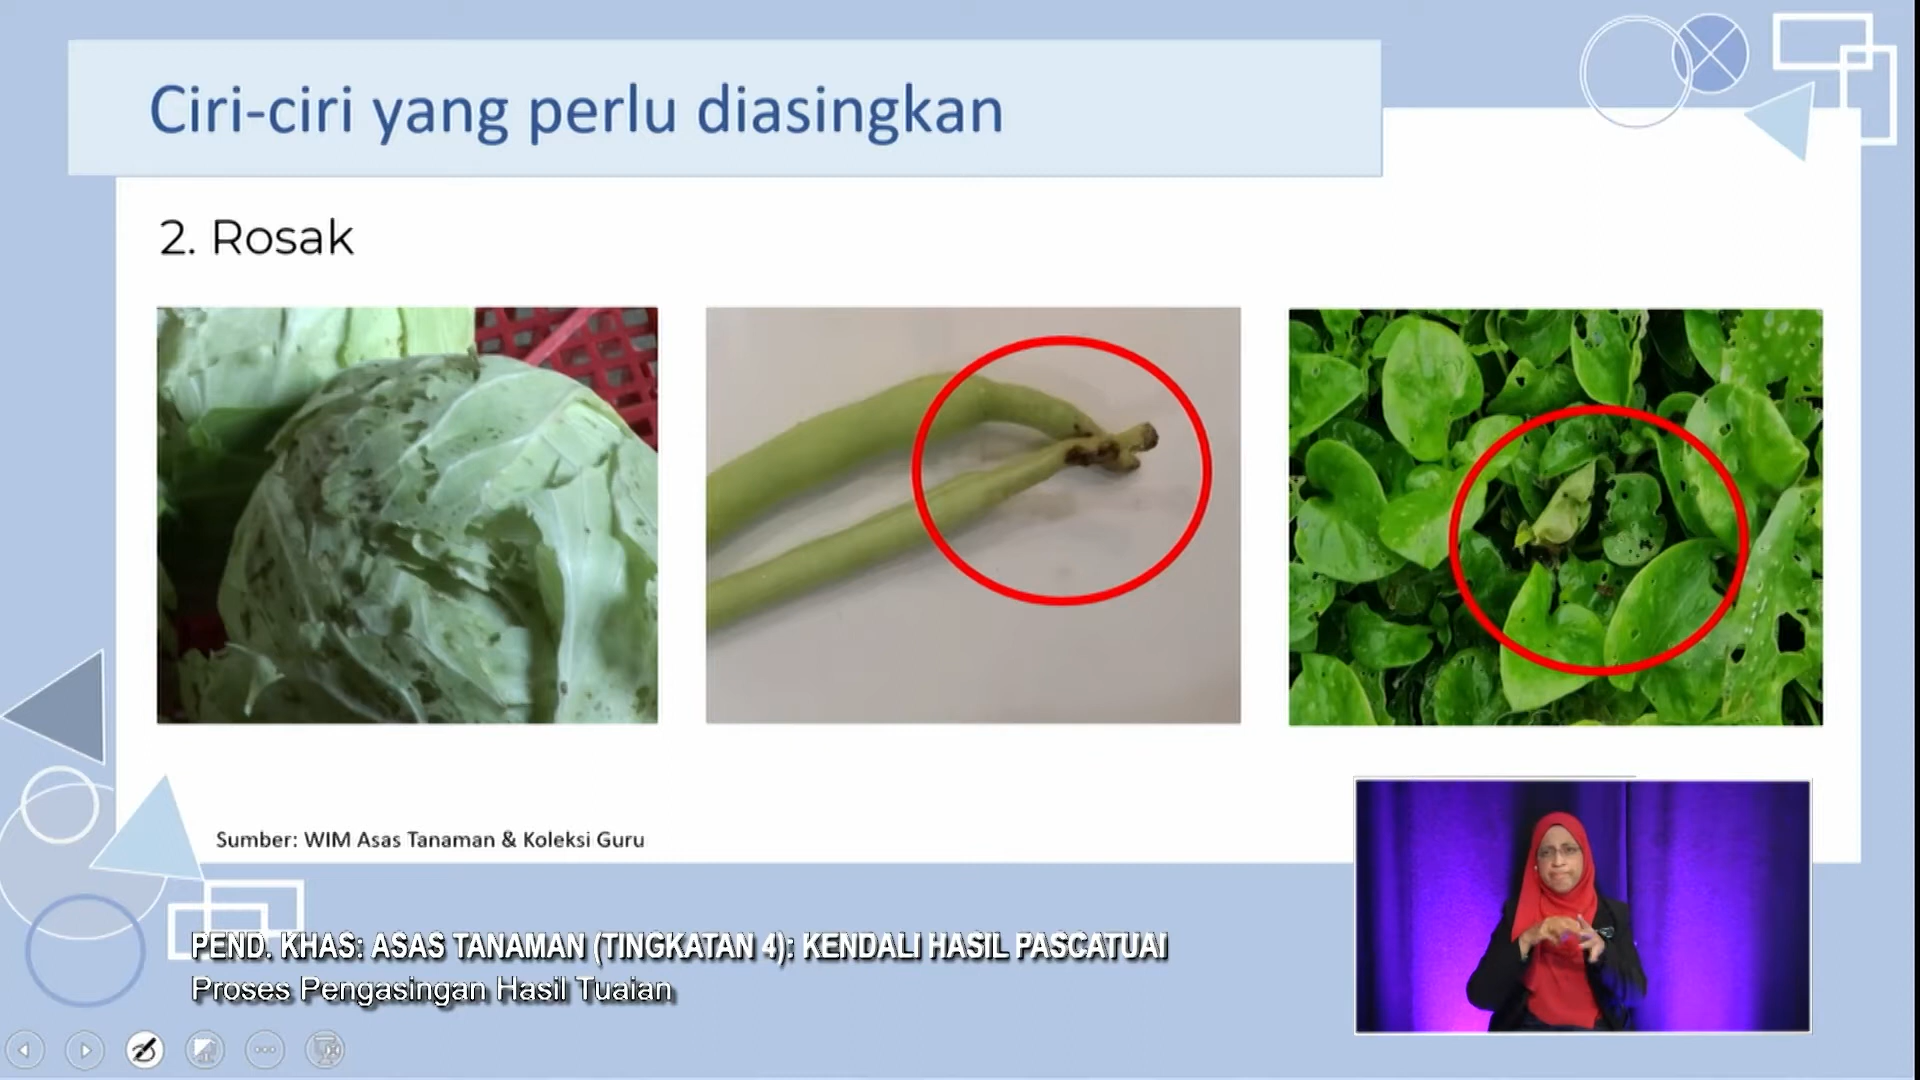 Ciri-ciri yang perlu diasingkan
2. Rosak
Sumber: WIM Asas Tanaman & Koleksi Guru
PEND. KHAS: ASAS TANAMAN (TINGKATAN 4): KENDALI HASIL PASCATUAI
Proses Pengasingan Hasil Tuaian